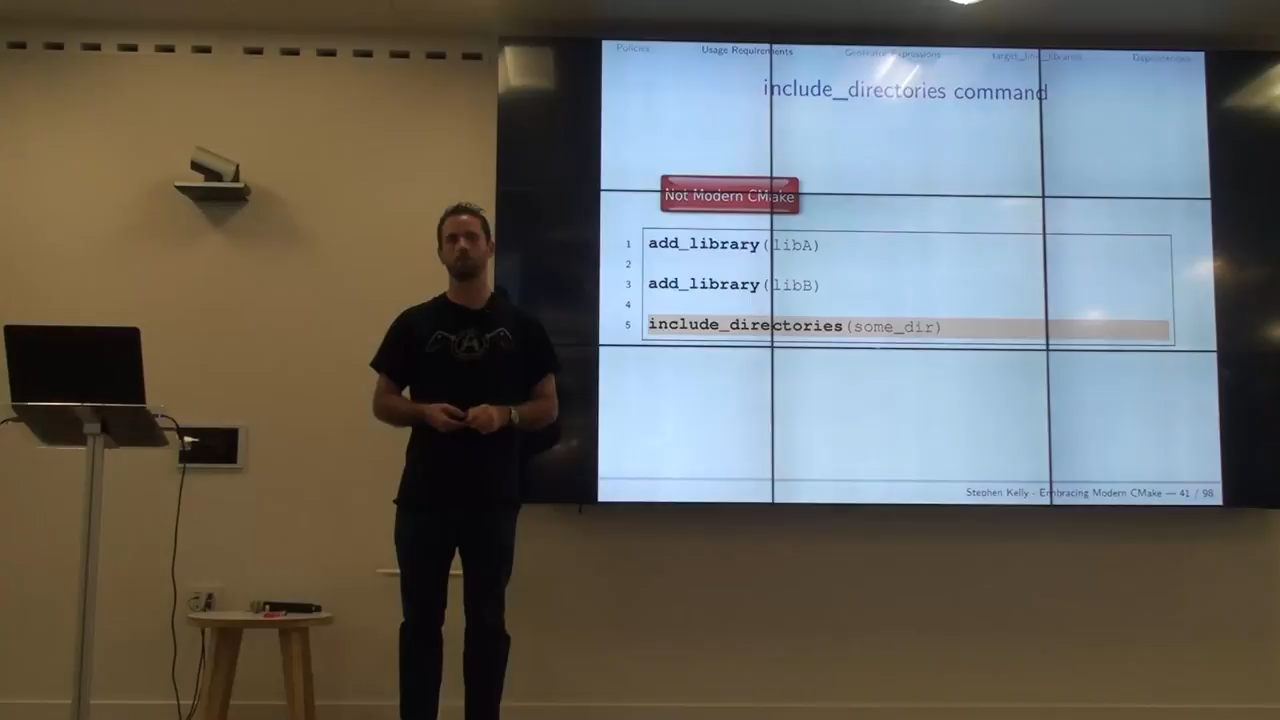 Policies Usage Requirements Generator Expressions target_link_libraries Dependencies
include_directories command
Not Modern CMake
1 add_library(libA)
2
3 add_library(libB)
4
5 include_directories(some_dir)
Stephen Kelly - Embracing Modern CMake — 41 / 98
A